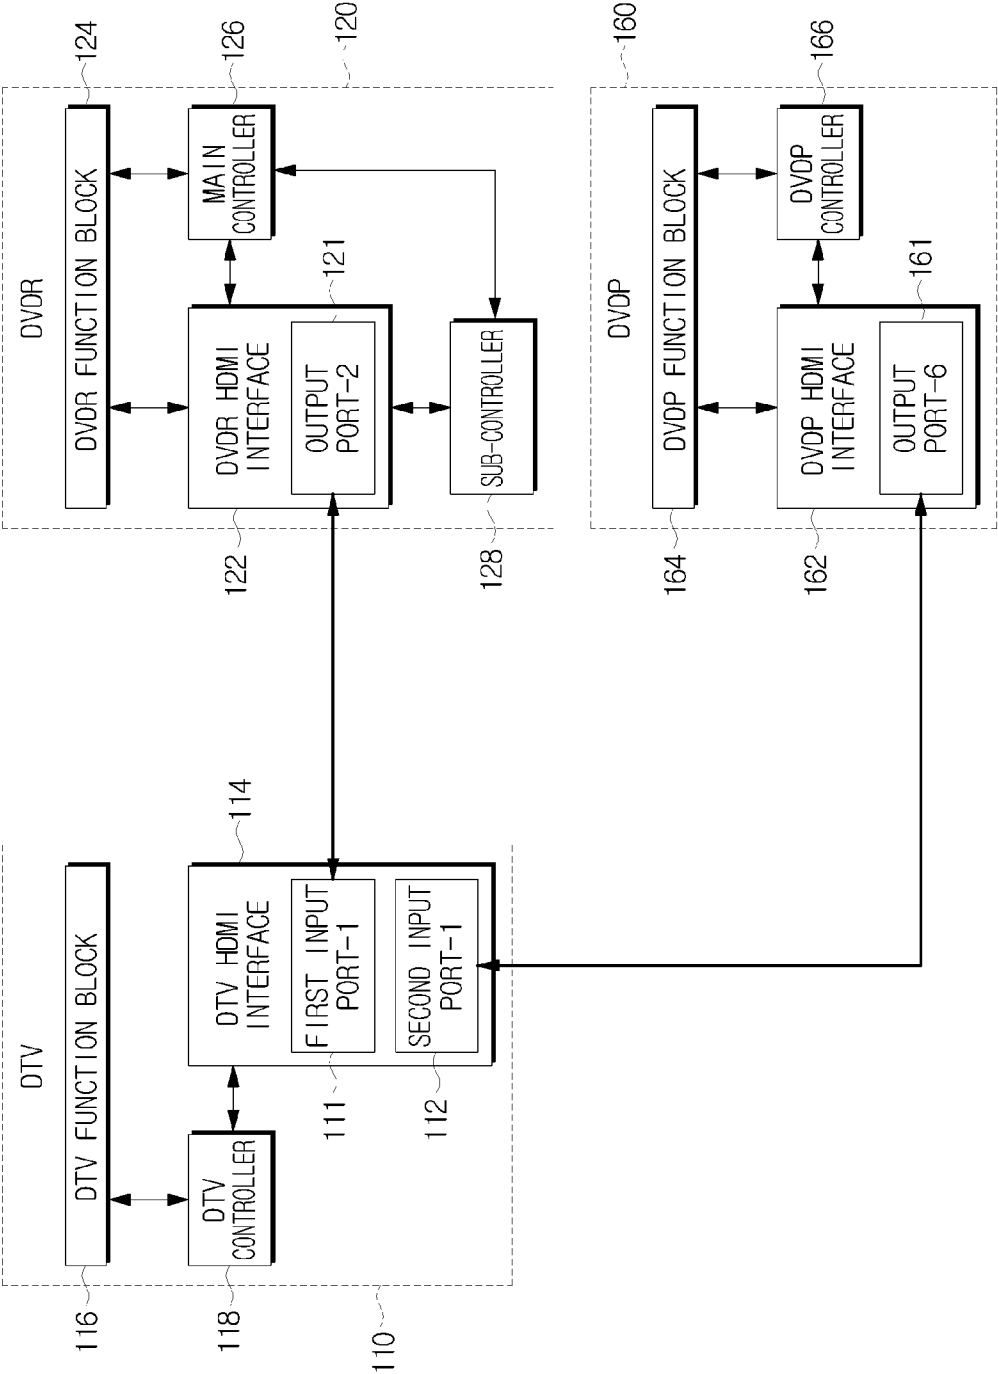 DTV
116
DTV FUNCTION BLOCK
118
DTV
CONTROLLER
DTV HDMI
INTERFACE
114
FIRST INPUT
PORT-1
111
SECOND INPUT
PORT-1
112
110
DVDR
124
DVDR FUNCTION BLOCK
122
DVDR HDMI
INTERFACE
OUTPUT
PORT-2
121
126
MAIN
CONTROLLER
SUB-CONTROLLER
128
120
DVDP
164
DVDP FUNCTION BLOCK
162
DVDP HDMI
INTERFACE
OUTPUT
PORT-6
161
166
DVDP
CONTROLLER
160